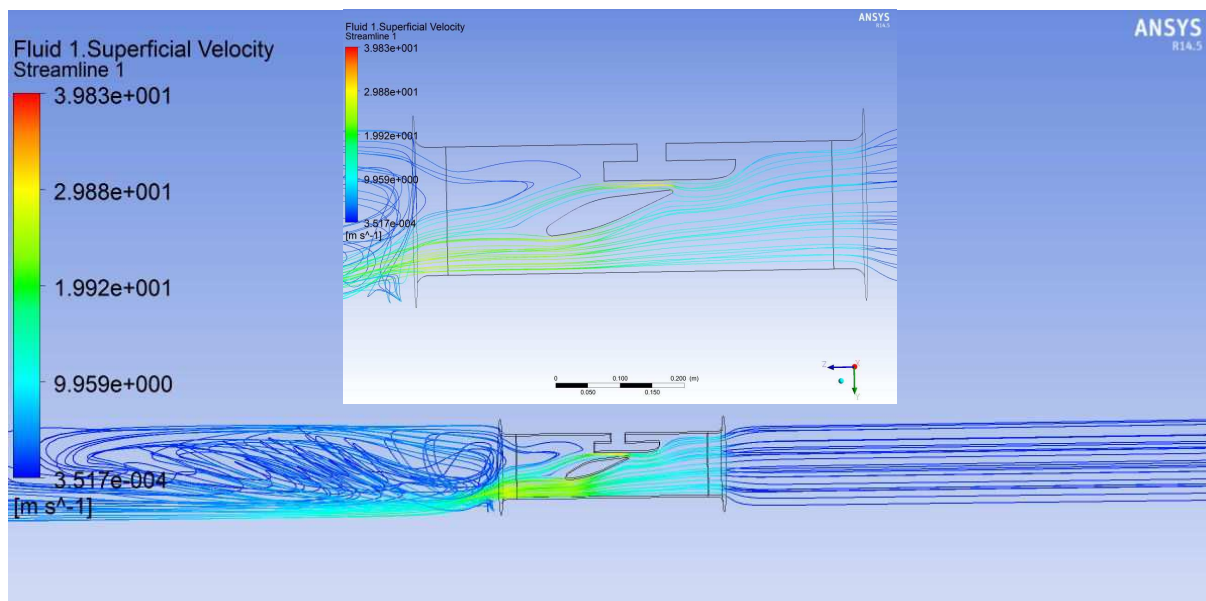 Fluid 1.Superficial Velocity
Streamline 1
3.983e+001
2.988e+001
1.992e+001
9.959e+000
3.517e-004
[m s^-1]
Fluid 1.Superficial Velocity
Streamline 1
3.983e+001
2.988e+001
1.992e+001
9.959e+000
3.517e-004
[m s^-1]
ANSYS
R14.5
0 0.100 0.200 (m)
0.050 0.150
Z X
Y
ANSYS
R14.5